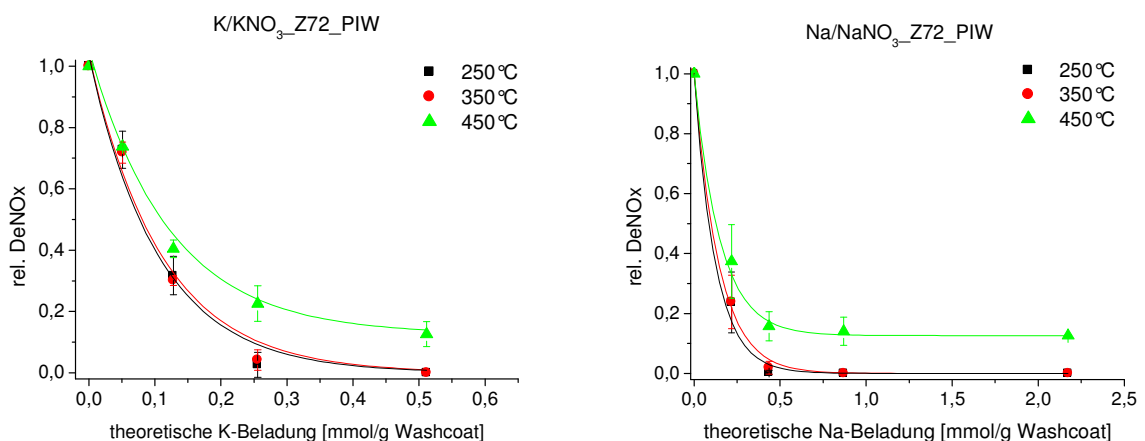 K/KNO₃_Z72_PIW
250°C
350°C
450°C
rel. DeNOx
1,0
0,8
0,6
0,4
0,2
0,0
0,0 0,1 0,2 0,3 0,4 0,5 0,6
theoretische K-Beladung [mmol/g Washcoat]
Na/NaNO₃_Z72_PIW
250°C
350°C
450°C
rel. DeNOx
1,0
0,8
0,6
0,4
0,2
0,0
0,0 0,5 1,0 1,5 2,0 2,5
theoretische Na-Beladung [mmol/g Washcoat]